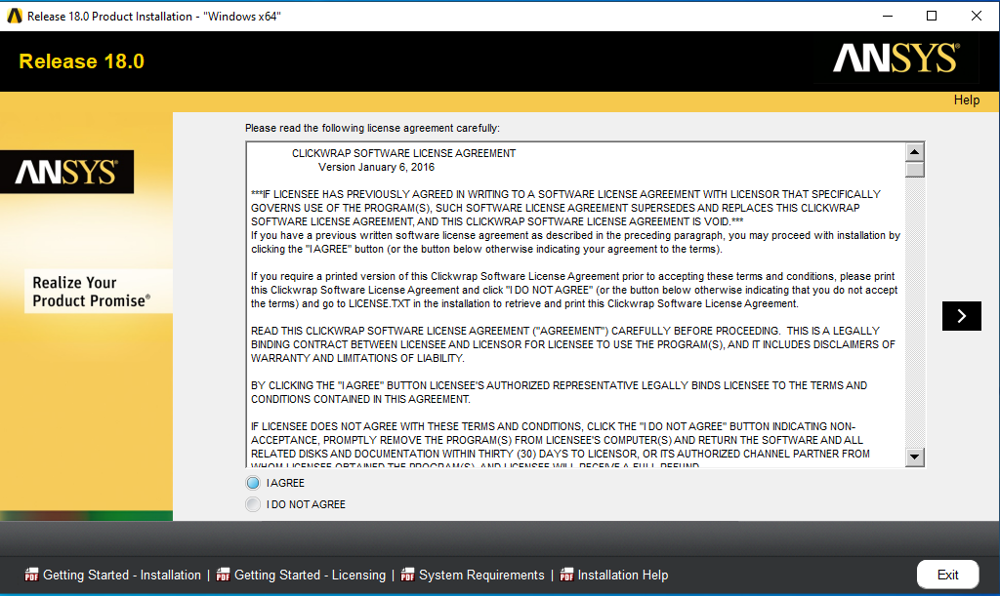 Release 18.0 Product Installation - "Windows x64"
Release 18.0
ANSYS®
Help
ANSYS®
Realize Your
Product Promise®
Please read the following license agreement carefully:
CLICKWRAP SOFTWARE LICENSE AGREEMENT
Version January 6, 2016
***IF LICENSEE HAS PREVIOUSLY AGREED IN WRITING TO A SOFTWARE LICENSE AGREEMENT WITH LICENSOR THAT SPECIFICALLY
GOVERNS USE OF THE PROGRAM(S), SUCH SOFTWARE LICENSE AGREEMENT SUPERSEDES AND REPLACES THIS CLICKWRAP
SOFTWARE LICENSE AGREEMENT, AND THIS CLICKWRAP SOFTWARE LICENSE AGREEMENT IS VOID.***
If you have a previous written software license agreement as described in the preceding paragraph, you may proceed with installation by
clicking the "I AGREE" button (or the button below otherwise indicating your agreement to the terms).
If you require a printed version of this Clickwrap Software License Agreement prior to accepting these terms and conditions, please print
this Clickwrap Software License Agreement and click "I DO NOT AGREE" (or the button below otherwise indicating that you do not accept
the terms) and go to LICENSE.TXT in the installation to retrieve and print this Clickwrap Software License Agreement.
READ THIS CLICKWRAP SOFTWARE LICENSE AGREEMENT ("AGREEMENT") CAREFULLY BEFORE PROCEEDING. THIS IS A LEGALLY
BINDING CONTRACT BETWEEN LICENSEE AND LICENSOR FOR LICENSEE TO USE THE PROGRAM(S), AND IT INCLUDES DISCLAIMERS OF
WARRANTY AND LIMITATIONS OF LIABILITY.
BY CLICKING THE "I AGREE" BUTTON LICENSEE'S AUTHORIZED REPRESENTATIVE LEGALLY BINDS LICENSEE TO THE TERMS AND
CONDITIONS CONTAINED IN THIS AGREEMENT.
IF LICENSEE DOES NOT AGREE WITH THESE TERMS AND CONDITIONS, CLICK THE "I DO NOT AGREE" BUTTON INDICATING NON-
ACCEPTANCE, PROMPTLY REMOVE THE PROGRAM(S) FROM LICENSEE'S COMPUTER(S) AND RETURN THE SOFTWARE AND ALL
RELATED DISKS AND DOCUMENTATION WITHIN THIRTY (30) DAYS TO LICENSOR, OR ITS AUTHORIZED CHANNEL PARTNER FROM
WHOM LICENSEE OBTAINED THE PROGRAM(S), AND LICENSEE WILL RECEIVE A FULL REFUND.
I AGREE
I DO NOT AGREE
PDF Getting Started - Installation | PDF Getting Started - Licensing | PDF System Requirements | PDF Installation Help
Exit